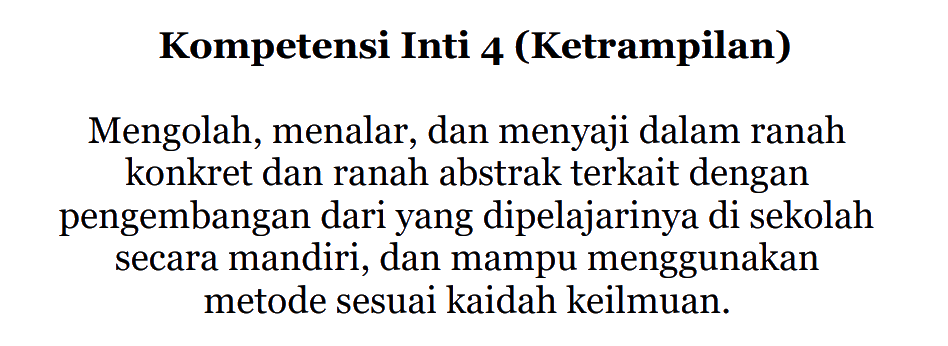 Kompetensi Inti 4 (Ketrampilan)
Mengolah, menalar, dan menyaji dalam ranah
konkret dan ranah abstrak terkait dengan
pengembangan dari yang dipelajarinya di sekolah
secara mandiri, dan mampu menggunakan
metode sesuai kaidah keilmuan.